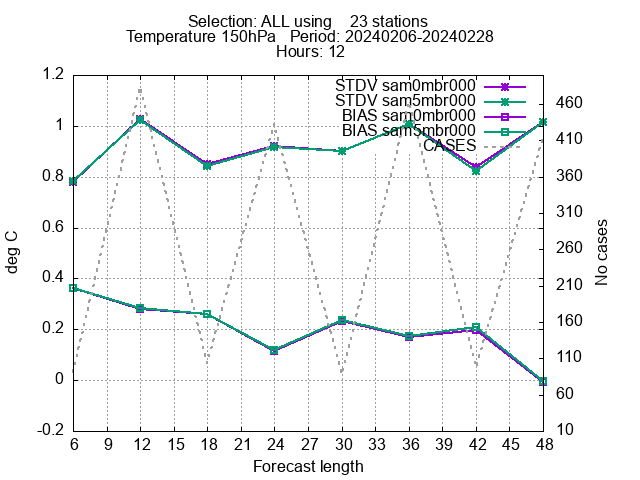 Selection: ALL using    23 stations
Temperature 150hPa   Period: 20240206-20240228
Hours: 12
STDV sam0mbr000
STDV sam5mbr000
BIAS sam0mbr000
BIAS sam5mbr000
CASES
deg C
1.2
1
0.8
0.6
0.4
0.2
0
-0.2
No cases
460
410
360
310
260
210
160
110
60
10
6 12 15 18 21 24 27 30 33 36 39 42 45 48
Forecast length